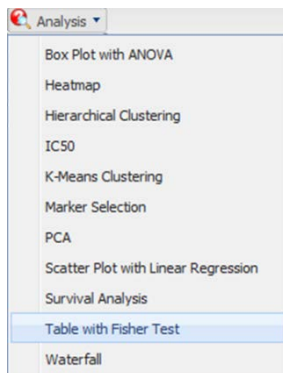 Analysis
Box Plot with ANOVA
Heatmap
Hierarchical Clustering
IC50
K-Means Clustering
Marker Selection
PCA
Scatter Plot with Linear Regression
Survival Analysis
Table with Fisher Test
Waterfall